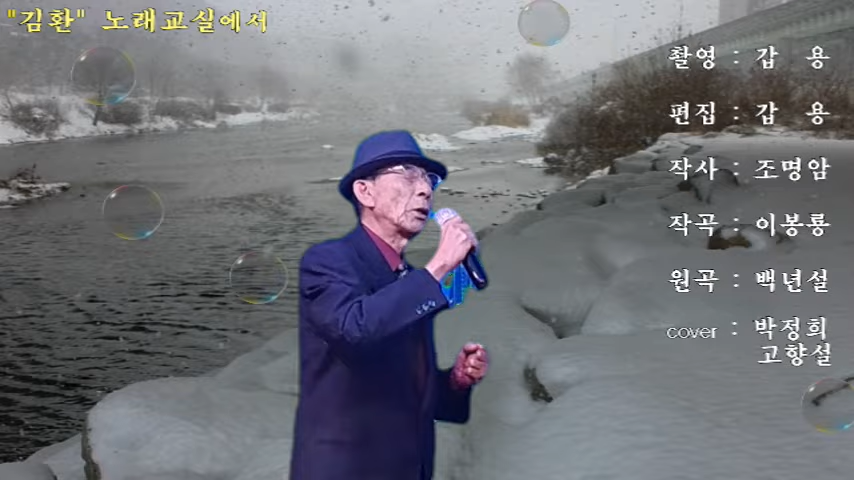 "김환" 노래교실에서
촬영 : 갑 용
편집 : 갑 용
작사 : 조명암
작곡 : 이봉룡
원곡 : 백년설
cover : 박정희
고향설